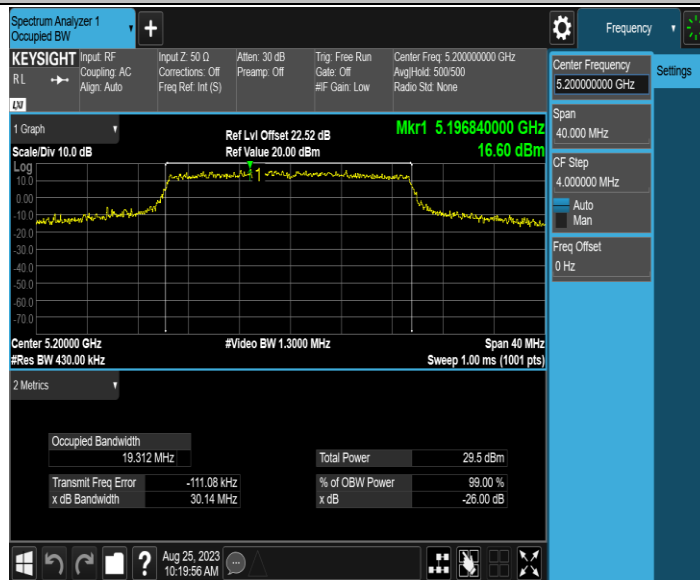 Spectrum Analyzer 1
Occupied BW
+
Frequency
KEYSIGHT
Input: RF
Coupling: AC
Align: Auto
Input Z: 50 Ω
Corrections: Off
Freq Ref: Int (S)
Atten: 30 dB
Preamp: Off
Trig: Free Run
Gate: Off
#IF Gain: Low
Center Freq: 5.200000000 GHz
Avg|Hold: 500/500
Radio Std: None
RL
LXI
Center Frequency
5.200000000 GHz
Settings
Span
40.000 MHz
CF Step
4.000000 MHz
Auto
Man
Freq Offset
0 Hz
1 Graph
Ref Lvl Offset 22.52 dB
Mkr1 5.196840000 GHz
Scale/Div 10.0 dB
Ref Value 20.00 dBm
16.60 dBm
Log
10.0
0.00
-10.0
-20.0
-30.0
-40.0
-50.0
-60.0
-70.0
1
Center 5.20000 GHz
#Video BW 1.3000 MHz
Span 40 MHz
#Res BW 430.00 kHz
Sweep 1.00 ms (1001 pts)
2 Metrics
Occupied Bandwidth
19.312 MHz
Total Power 29.5 dBm
Transmit Freq Error -111.08 kHz
% of OBW Power 99.00 %
x dB Bandwidth 30.14 MHz
x dB -26.00 dB
?
Aug 25, 2023
10:19:56 AM